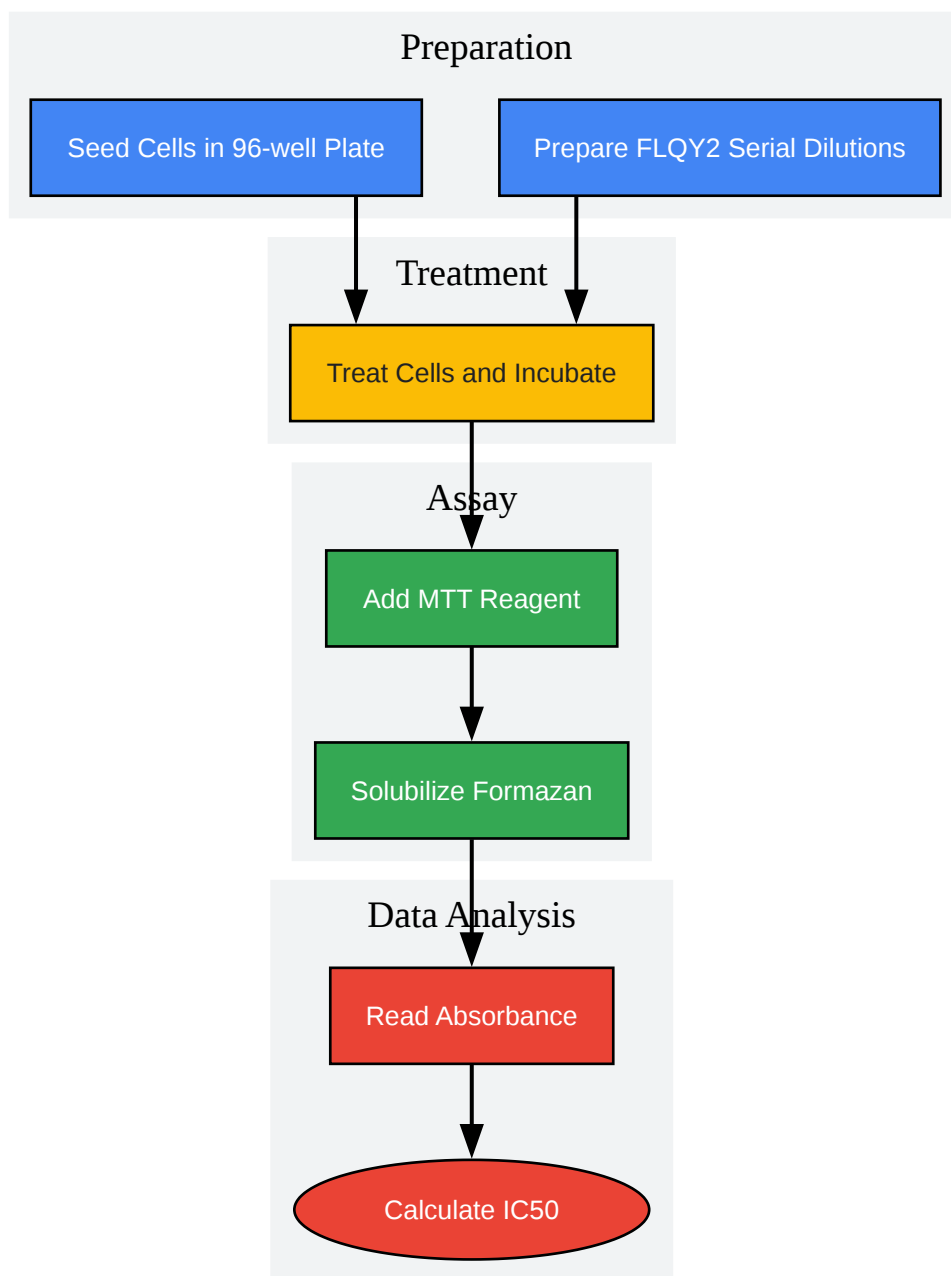 Preparation
Seed Cells in 96-well Plate
Prepare FLQY2 Serial Dilutions
Treatment
Treat Cells and Incubate
Assay
Add MTT Reagent
Solubilize Formazan
Data Analysis
Read Absorbance
Calculate IC50